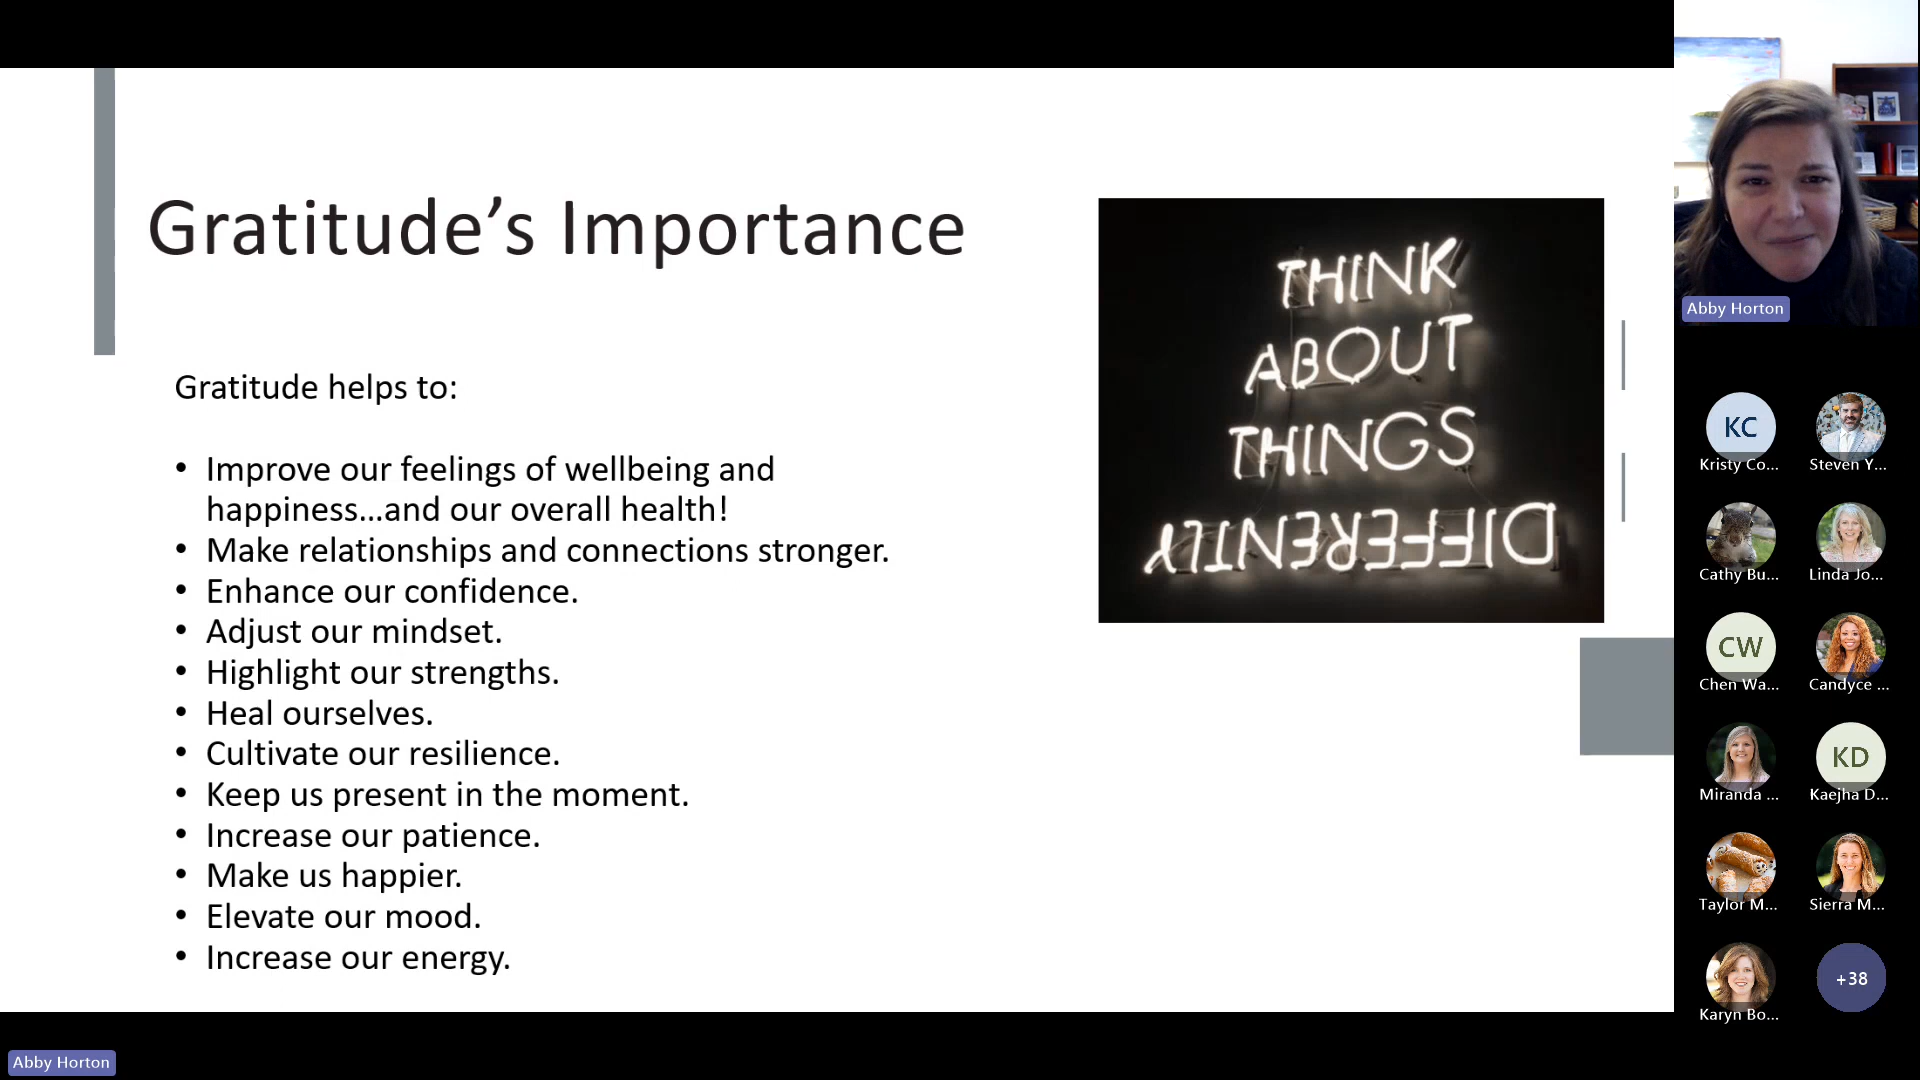 Gratitude’s Importance
Gratitude helps to:
• Improve our feelings of wellbeing and
happiness…and our overall health!
• Make relationships and connections stronger.
• Enhance our confidence.
• Adjust our mindset.
• Highlight our strengths.
• Heal ourselves.
• Cultivate our resilience.
• Keep us present in the moment.
• Increase our patience.
• Make us happier.
• Elevate our mood.
• Increase our energy.
THINK
ABOUT
THINGS
DIFFERENTLY
Abby Horton
KC
Kristy Co...
Steven Y...
Cathy Bu...
Linda Jo...
CW
Chen Wa...
Candyce ...
Miranda ...
KD
Kaejha D...
Taylor M...
Sierra M...
Karyn Bo...
+38
Abby Horton